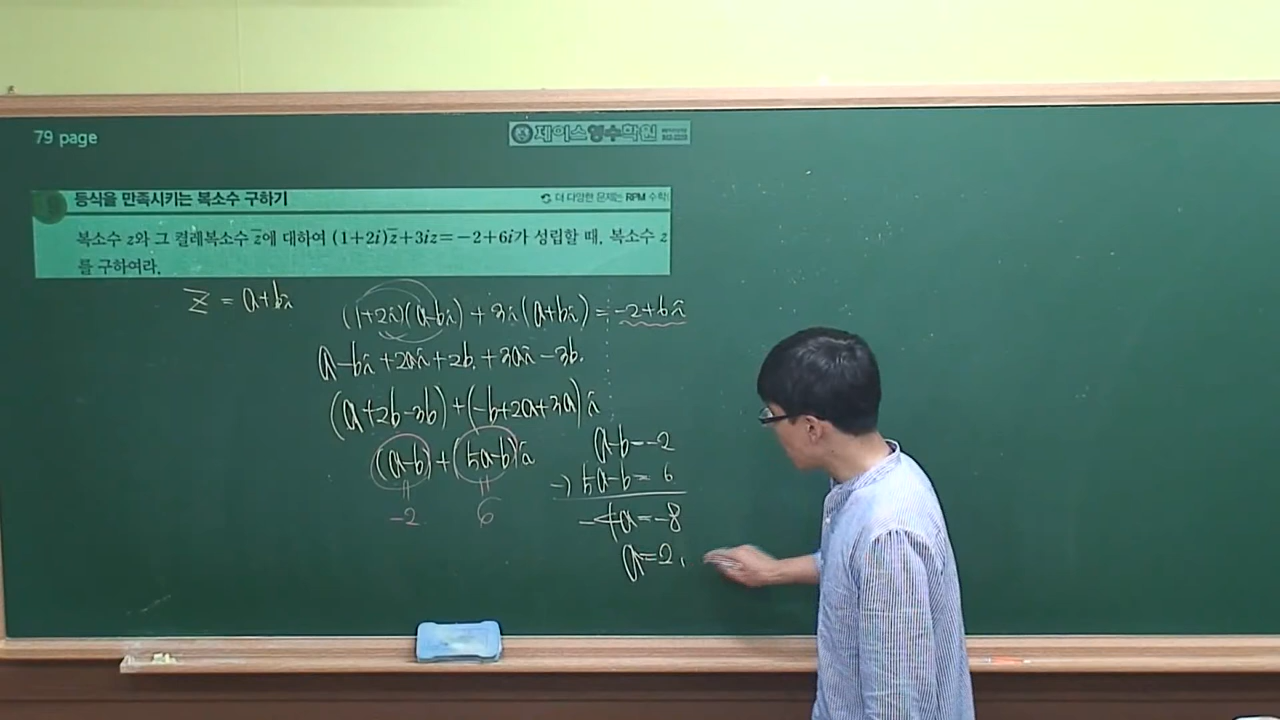 79 page
제이스영수학원
등식을 만족시키는 복소수 구하기
더 다양한 문제는 RPM 수학
복소수 z와 그 켤레복소수 z̄에 대하여 (1+2i)z̄+3iz=-2+6i가 성립할 때, 복소수 z
를 구하여라.
z = a+bi
(1+2i)(a-bi) + 3i(a+bi) = -2+6i
a-bi+2ai+2b+3ai-3b
(a+2b-3b)+(-b+2a+3a)i
(a-b)+(5a-b)i
-2 6
a-b=-2
-) 5a-b=6
-4a=-8
a=2,